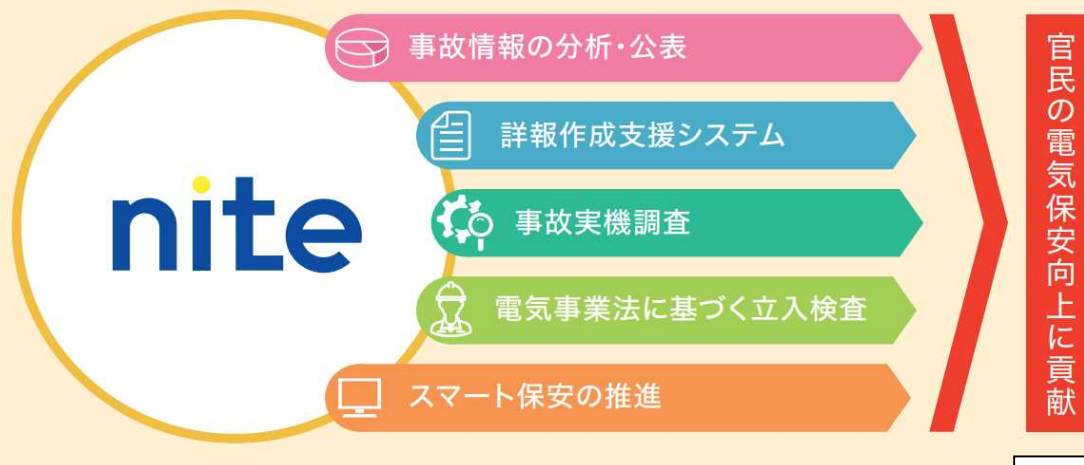 nite
事故情報の分析・公表
詳報作成支援システム
事故実機調査
電気事業法に基づく立入検査
スマート保安の推進
官民の電気保安向上に貢献